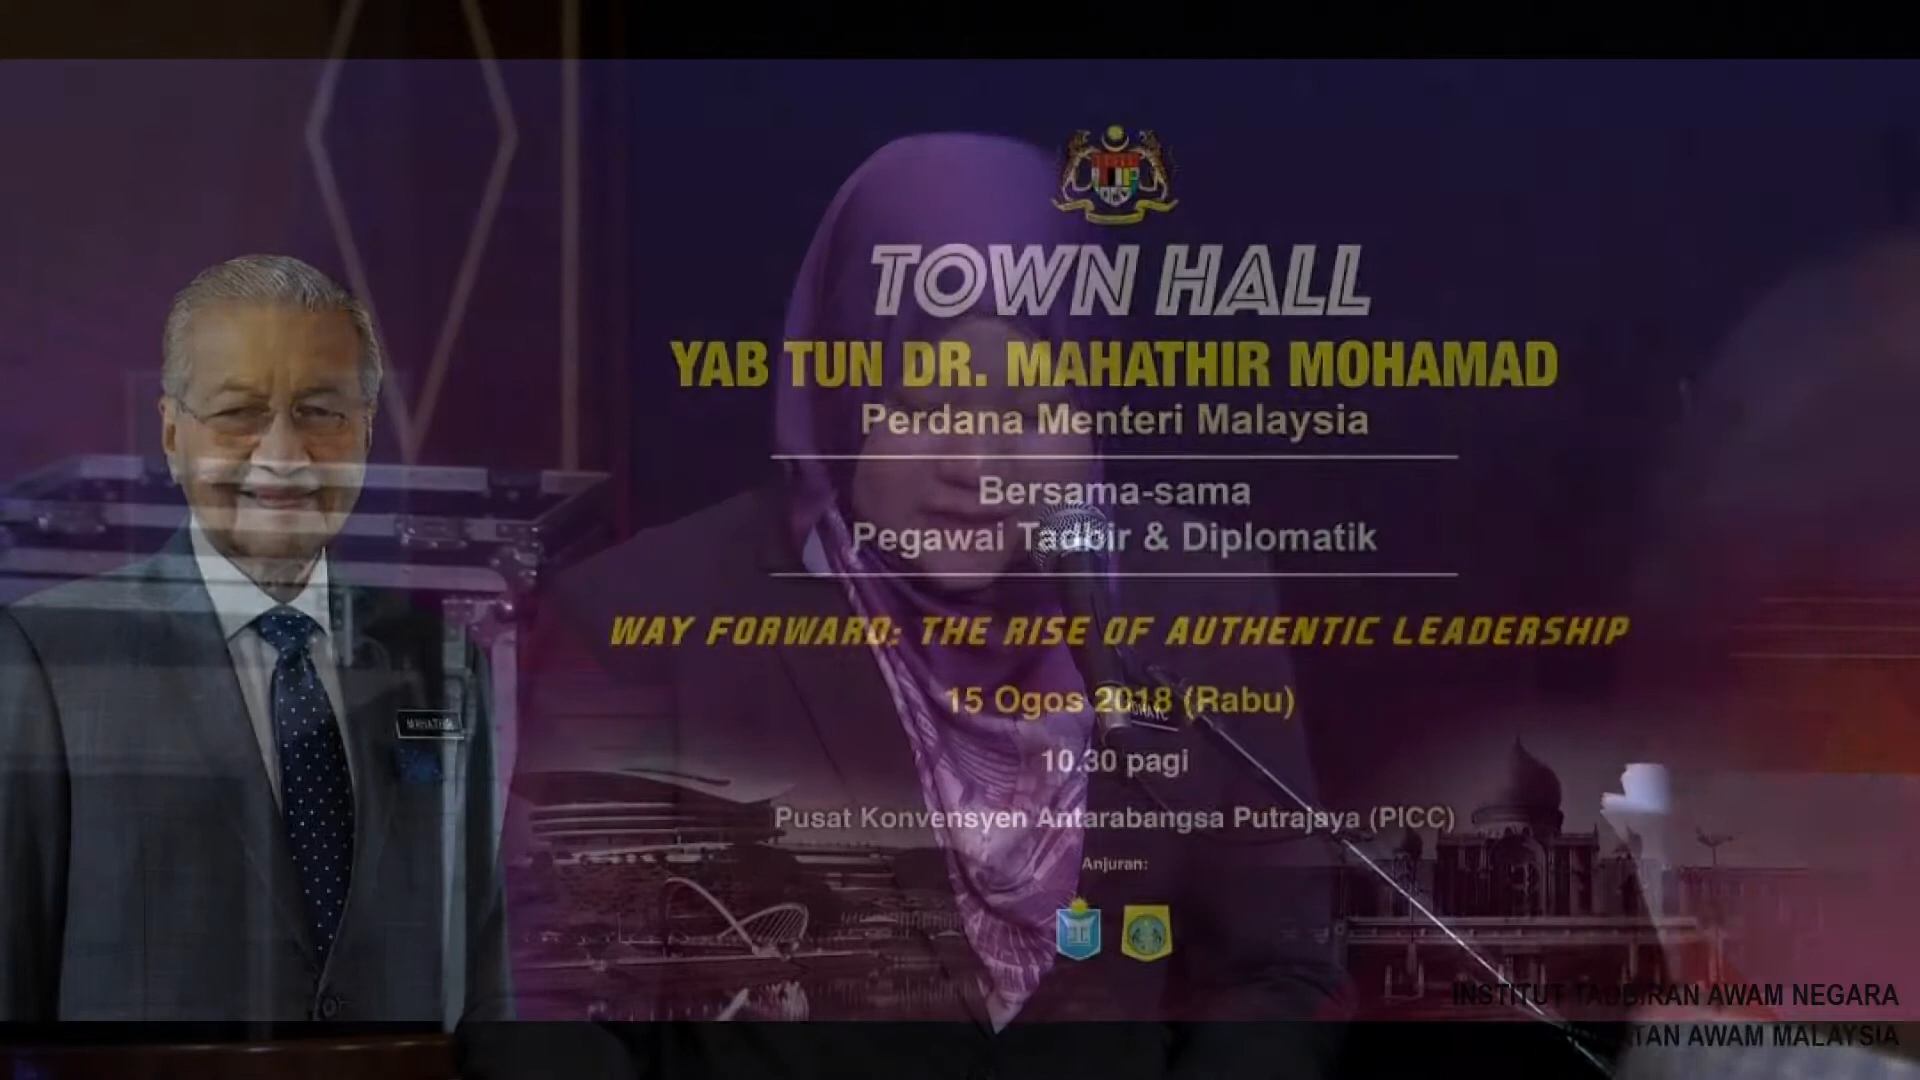 TOWN HALL
YAB TUN DR. MAHATHIR MOHAMAD
Perdana Menteri Malaysia
Bersama-sama
Pegawai Tadbir & Diplomatik
WAY FORWARD: THE RISE OF AUTHENTIC LEADERSHIP
15 Ogos 2018 (Rabu)
MAHATHIR
10.30 pagi
Pusat Konvensyen Antarabangsa Putrajaya (PICC)
Anjuran:
INSTITUT TADBIRAN AWAM NEGARA
AWAM MALAYSIA